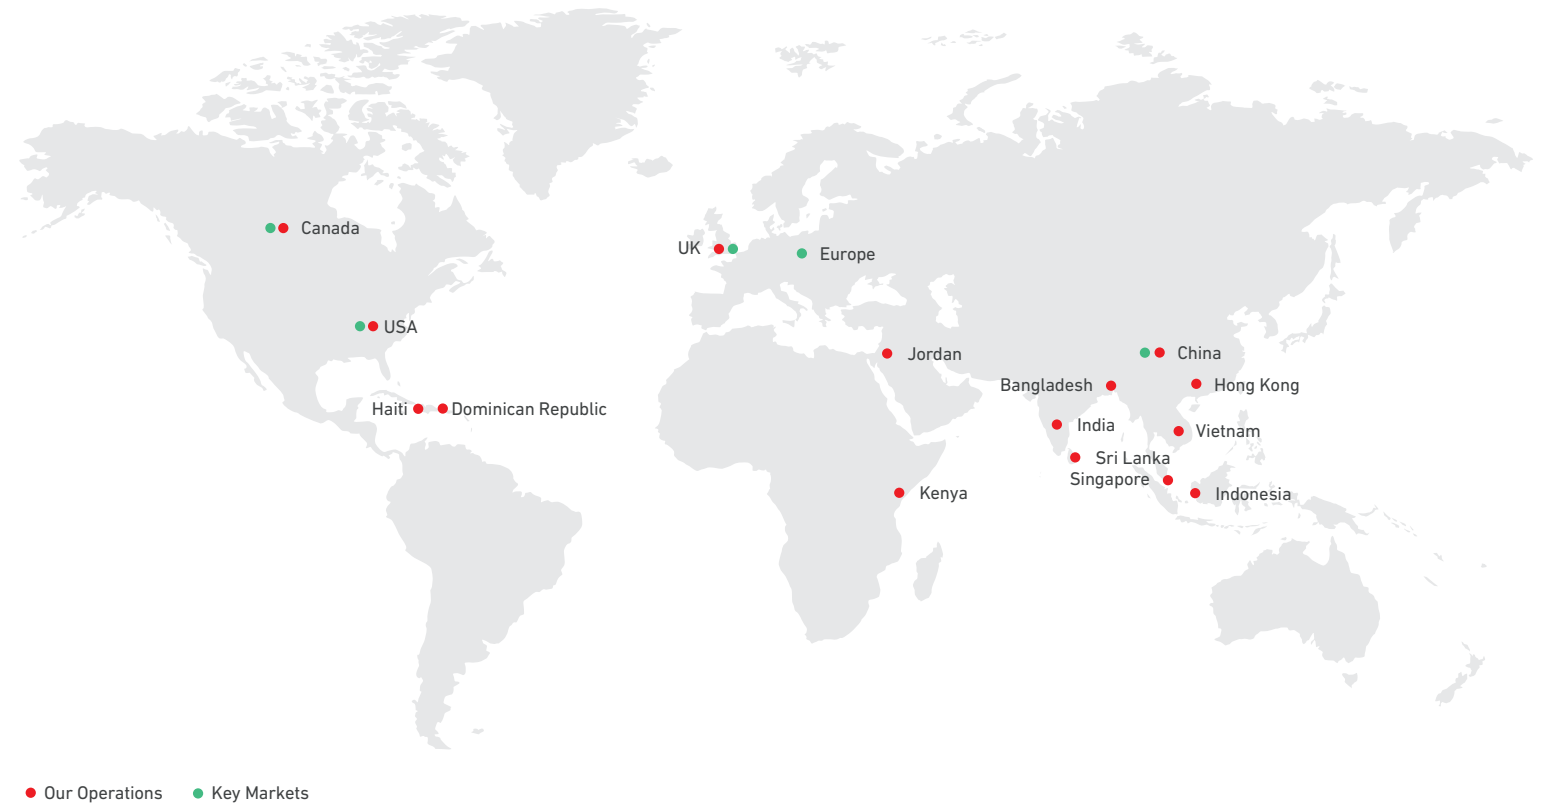 Canada
UK
Europe
USA
Jordan
China
Bangladesh
Hong Kong
Haiti
Dominican Republic
India
Vietnam
Sri Lanka
Singapore
Kenya
Indonesia
Our Operations
Key Markets